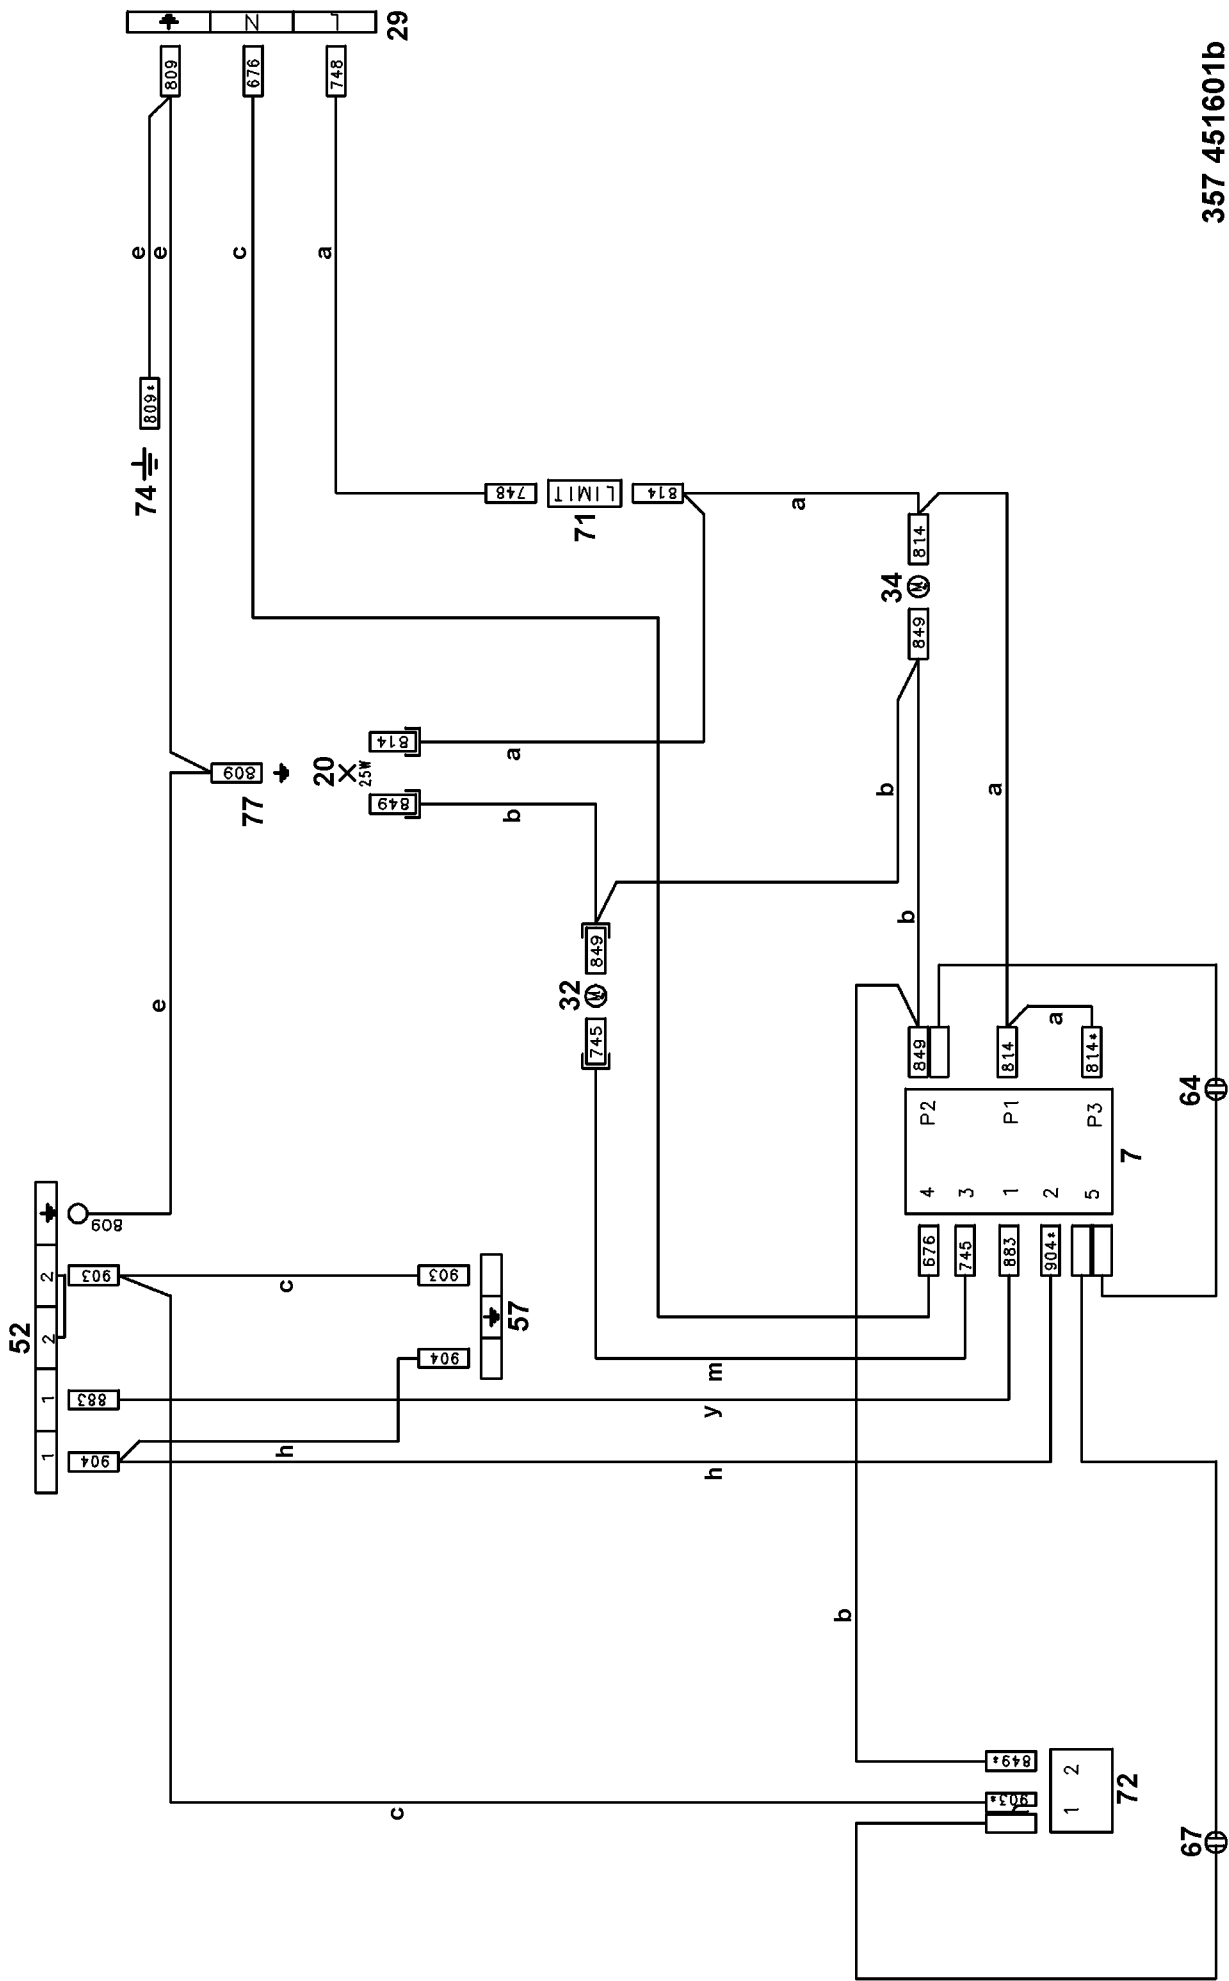 29
L
N
748
676
809
a
c
e
e
809*
74
748
LIMIT
71
814
a
814
34
849
a
b
b
a
814
20
25W
849
a
b
809
77
e
849
32
745
849
814
814*
a
P2
P1
P3
4
3
1
2
5
7
64
676
745
883
904*
m
y
h
52
2
2
1
1
809
903
883
904
c
h
903
904
57
b
c
849*
903*
1
2
72
67
357 451601b